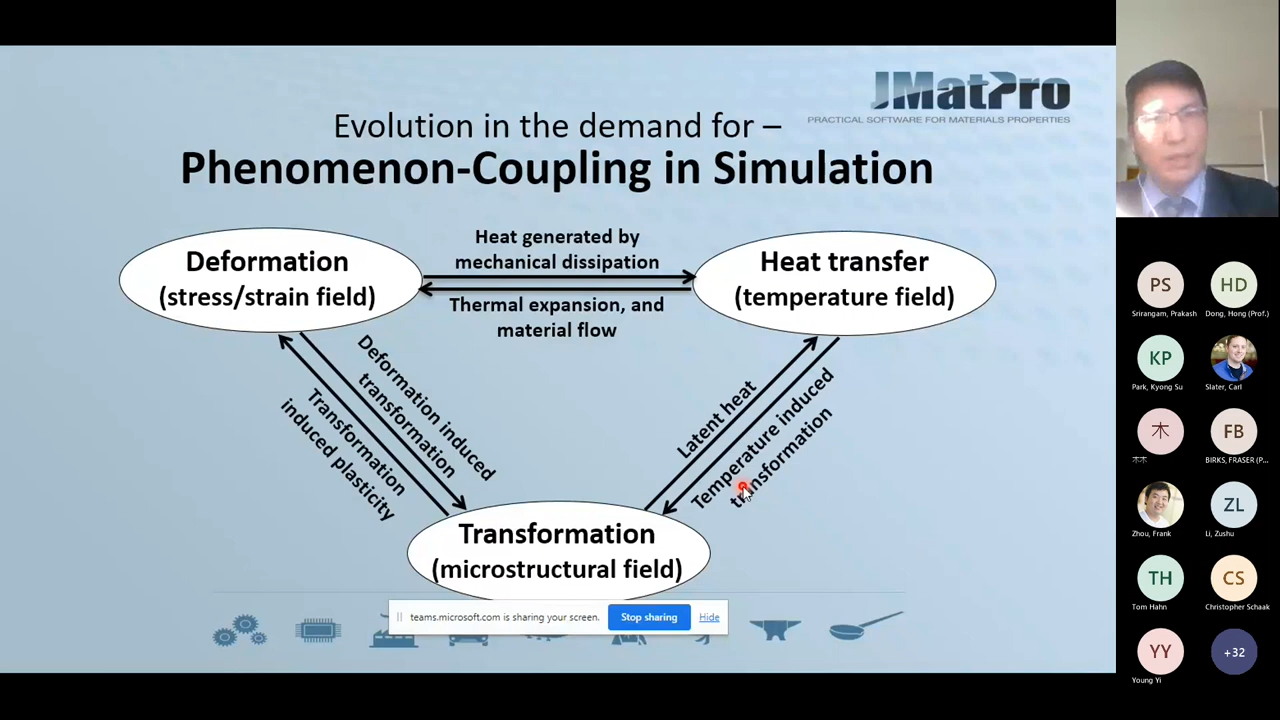 JMatPro
PRACTICAL SOFTWARE FOR MATERIALS PROPERTIES
Evolution in the demand for –
Phenomenon-Coupling in Simulation
Deformation
(stress/strain field)
Heat generated by
mechanical dissipation
Thermal expansion, and
material flow
Heat transfer
(temperature field)
Deformation induced
transformation
Transformation
induced plasticity
Latent heat
Temperature induced
transformation
Transformation
(microstructural field)
teams.microsoft.com is sharing your screen.
Stop sharing
Hide
PS
Srirangam, Prakash
HD
Dong, Hong (Prof.)
KP
Park, Kyong Su
Slater, Carl
木
木木
FB
BIRKS, FRASER (P...
Zhou, Frank
ZL
Li, Zushu
TH
Tom Hahn
CS
Christopher Schaak
YY
Young Yi
+32